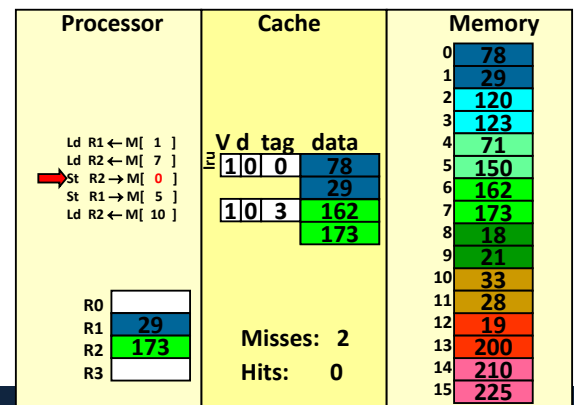 Processor
Cache
Memory
Ld R1 ← M[ 1 ]
Ld R2 ← M[ 7 ]
St R2 → M[ 0 ]
St R1 → M[ 5 ]
Ld R2 ← M[ 10 ]
R0
R1 29
R2 173
R3
V d tag data
lru
1 0 0 78
29
1 0 3 162
173
Misses: 2
Hits: 0
0 78
1 29
2 120
3 123
4 71
5 150
6 162
7 173
8 18
9 21
10 33
11 28
12 19
13 200
14 210
15 225